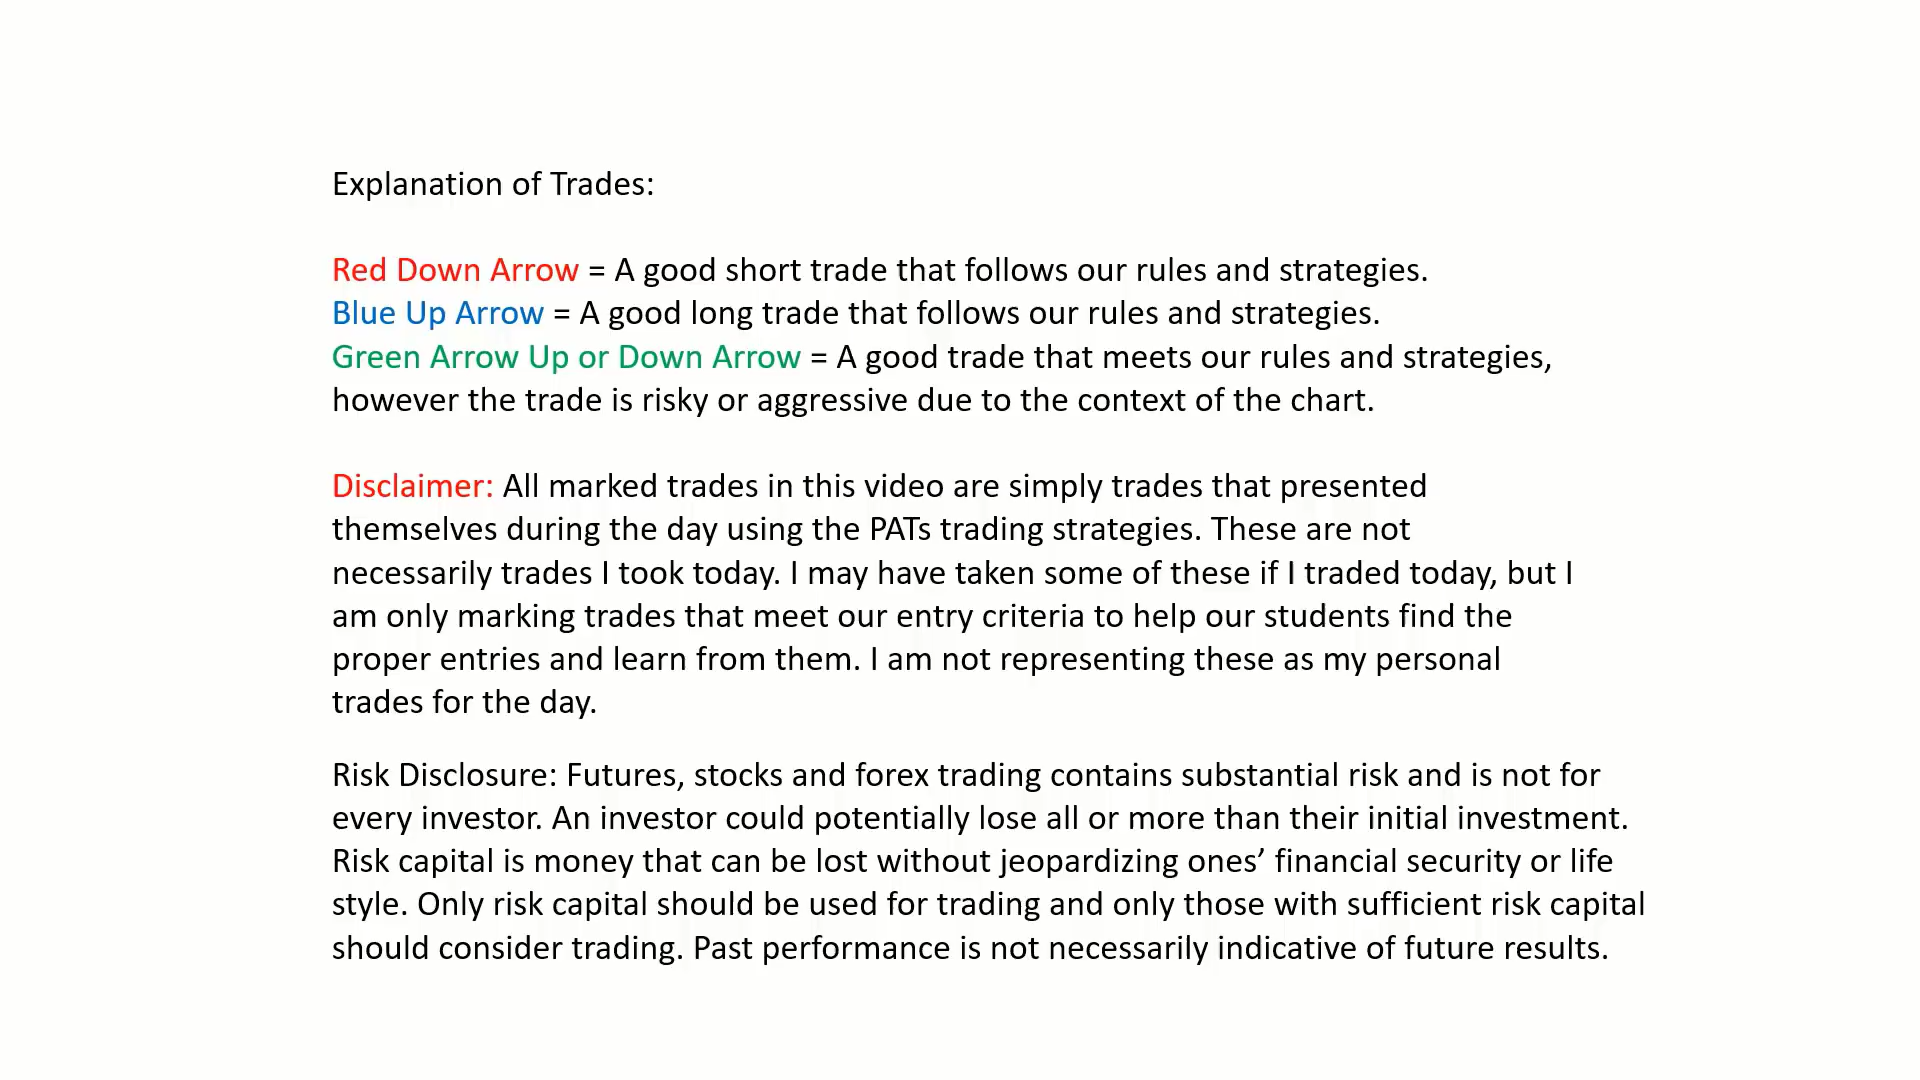 Explanation of Trades:
Red Down Arrow = A good short trade that follows our rules and strategies.
Blue Up Arrow = A good long trade that follows our rules and strategies.
Green Arrow Up or Down Arrow = A good trade that meets our rules and strategies,
however the trade is risky or aggressive due to the context of the chart.
Disclaimer: All marked trades in this video are simply trades that presented
themselves during the day using the PATs trading strategies. These are not
necessarily trades I took today. I may have taken some of these if I traded today, but I
am only marking trades that meet our entry criteria to help our students find the
proper entries and learn from them. I am not representing these as my personal
trades for the day.
Risk Disclosure: Futures, stocks and forex trading contains substantial risk and is not for
every investor. An investor could potentially lose all or more than their initial investment.
Risk capital is money that can be lost without jeopardizing ones’ financial security or life
style. Only risk capital should be used for trading and only those with sufficient risk capital
should consider trading. Past performance is not necessarily indicative of future results.